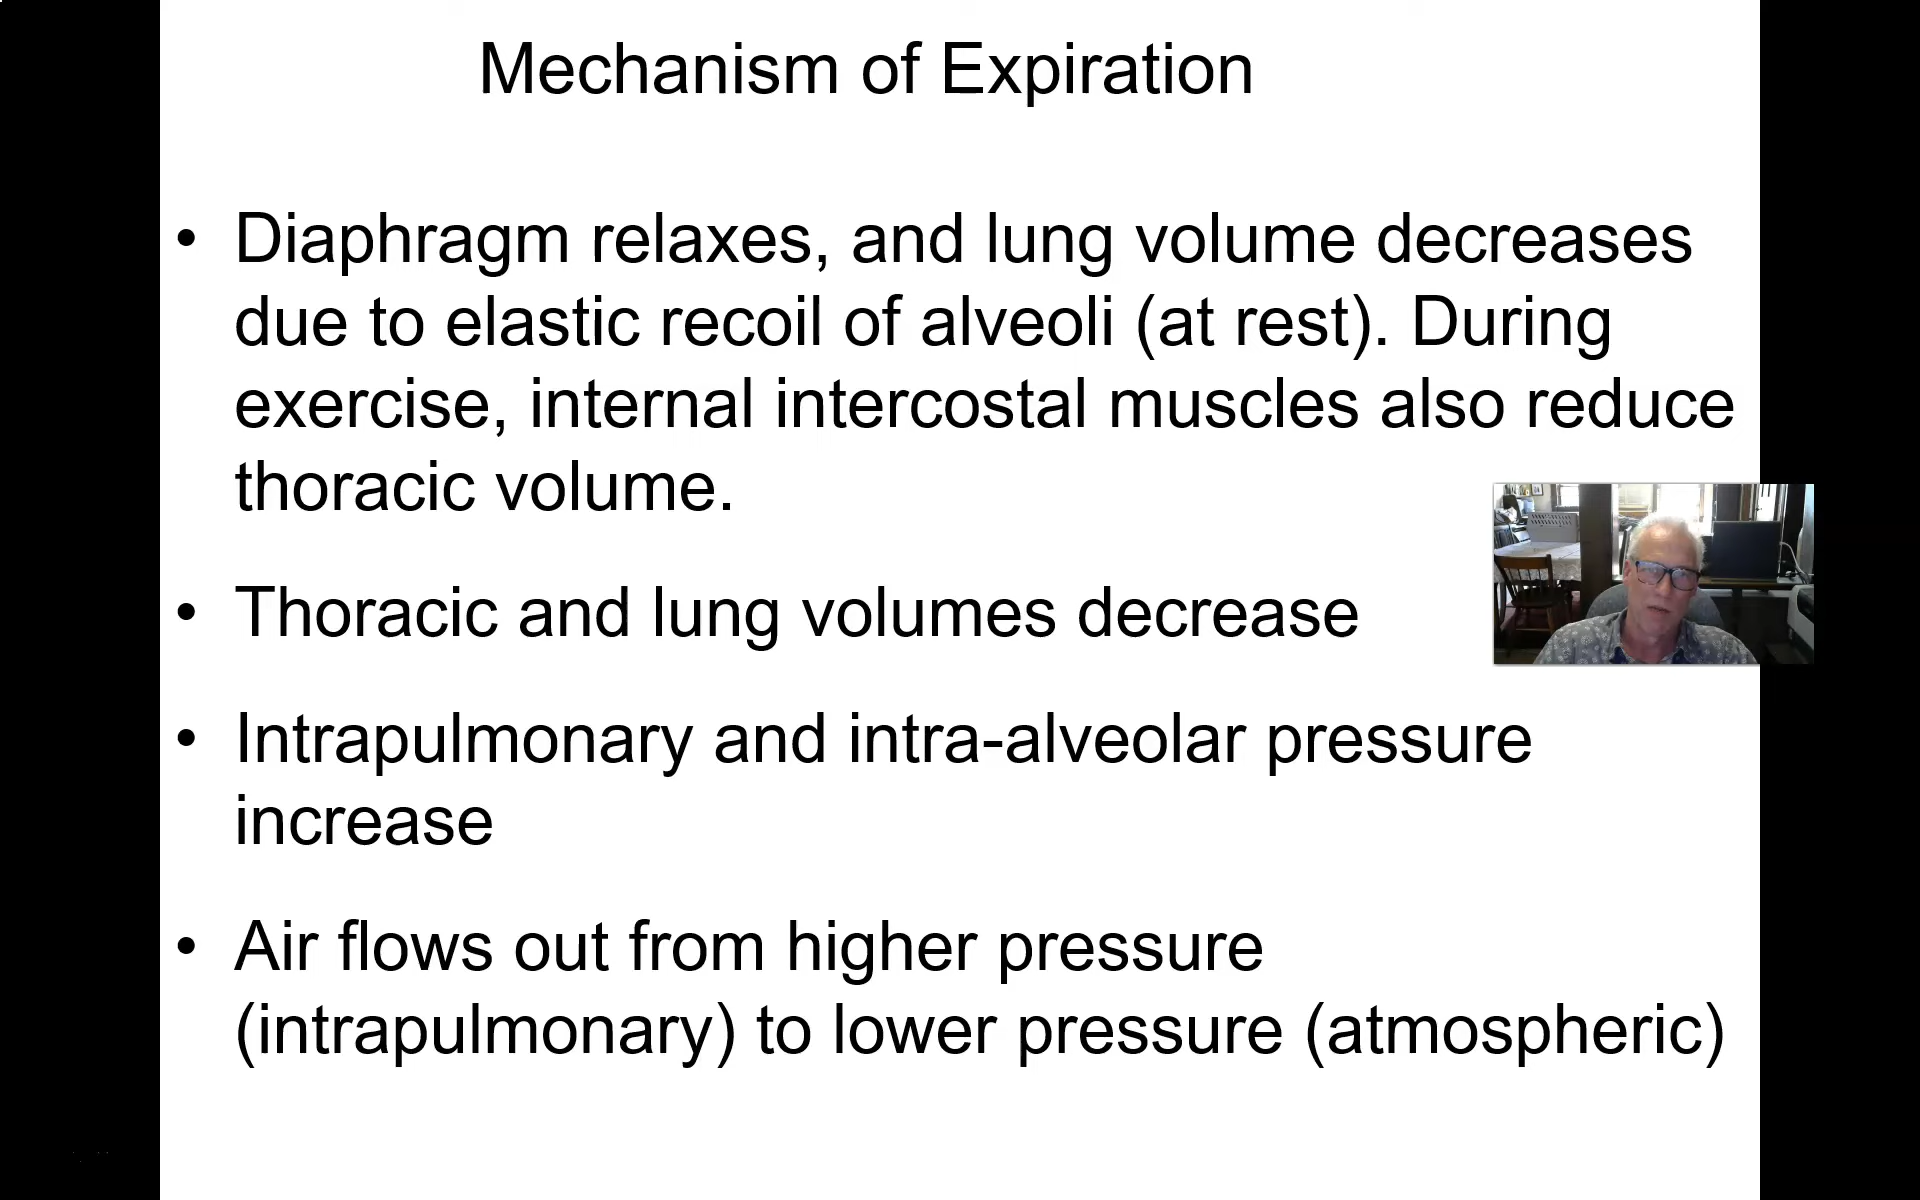 Mechanism of Expiration
• Diaphragm relaxes, and lung volume decreases
due to elastic recoil of alveoli (at rest). During
exercise, internal intercostal muscles also reduce
thoracic volume.
• Thoracic and lung volumes decrease
• Intrapulmonary and intra-alveolar pressure
increase
• Air flows out from higher pressure
(intrapulmonary) to lower pressure (atmospheric)